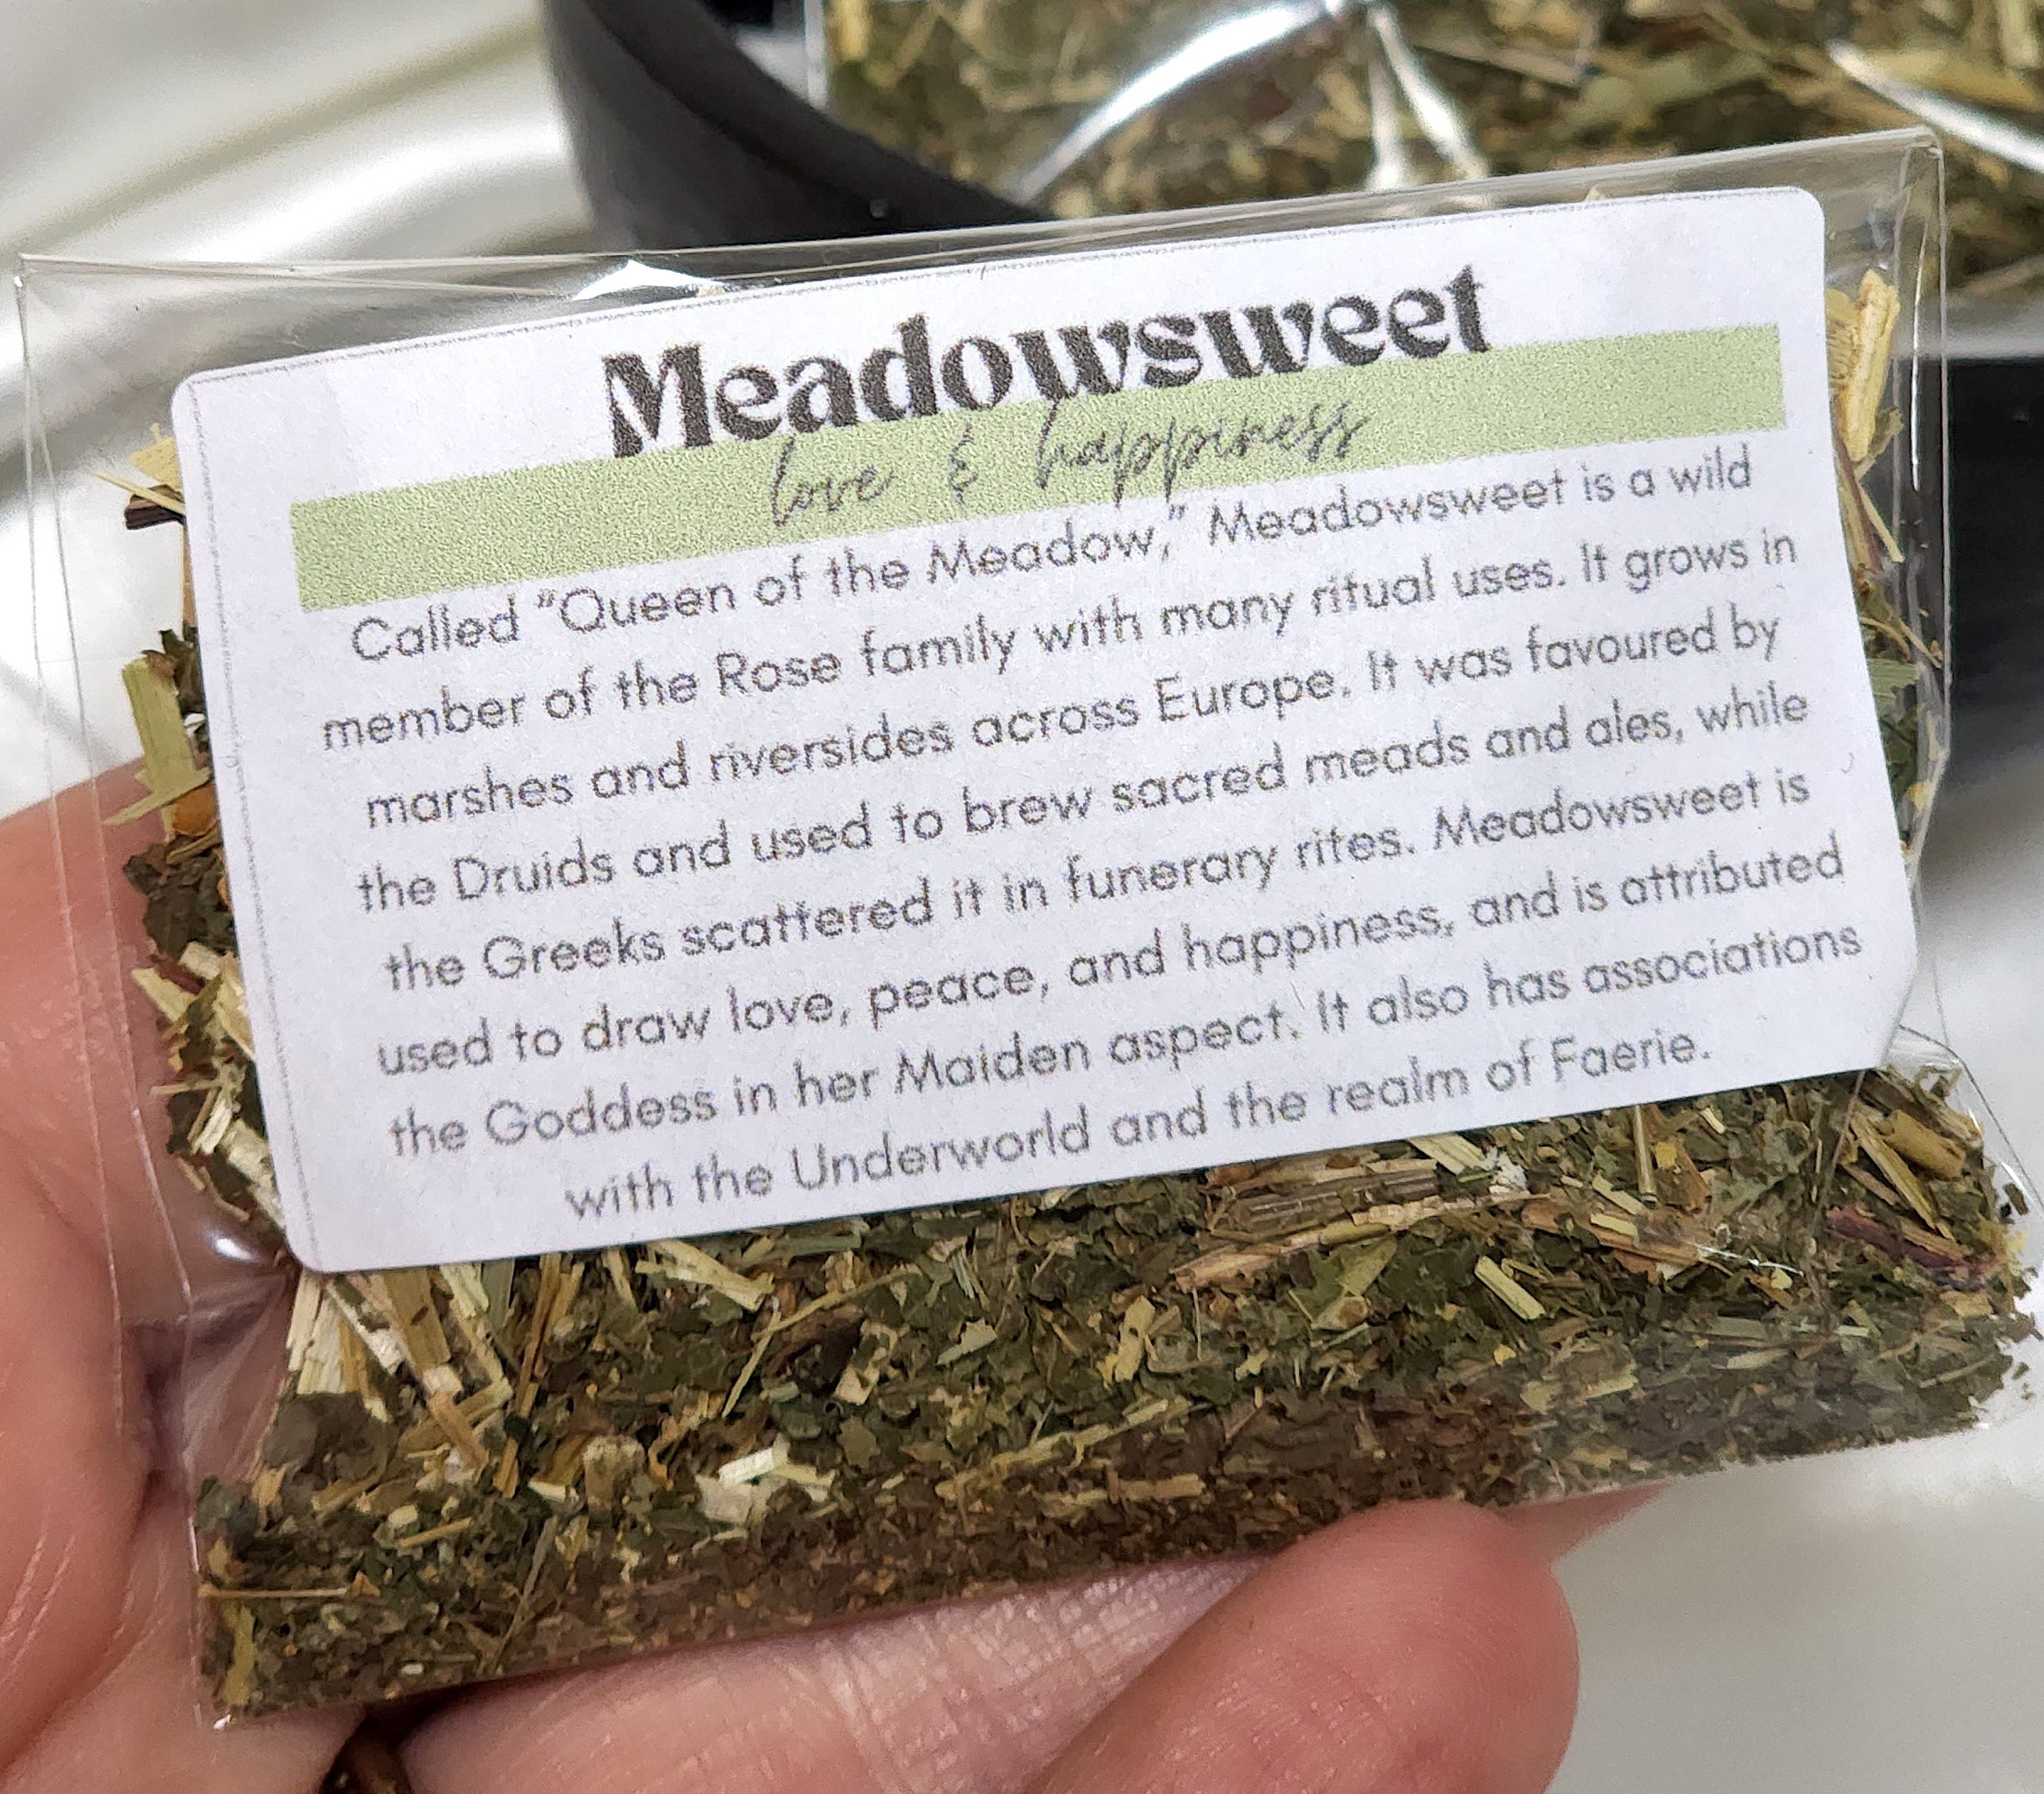 Meadowsweet
love & happiness
Called "Queen of the Meadow," Meadowsweet is a wild
member of the Rose family with many ritual uses. It grows in
marshes and riversides across Europe. It was favoured by
the Druids and used to brew sacred meads and ales, while
the Greeks scattered it in funerary rites. Meadowsweet is
used to draw love, peace, and happiness, and is attributed
the Goddess in her Maiden aspect. It also has associations
with the Underworld and the realm of Faerie.